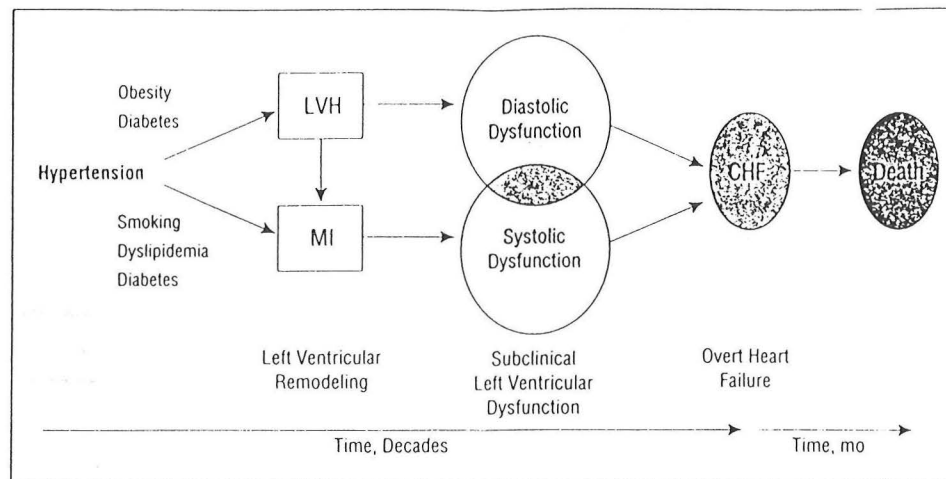 Obesity
Diabetes
Hypertension
Smoking
Dyslipidemia
Diabetes
LVH
MI
Diastolic
Dysfunction
Systolic
Dysfunction
CHF
Death
Left Ventricular
Remodeling
Subclinical
Left Ventricular
Dysfunction
Overt Heart
Failure
Time, Decades
Time, mo